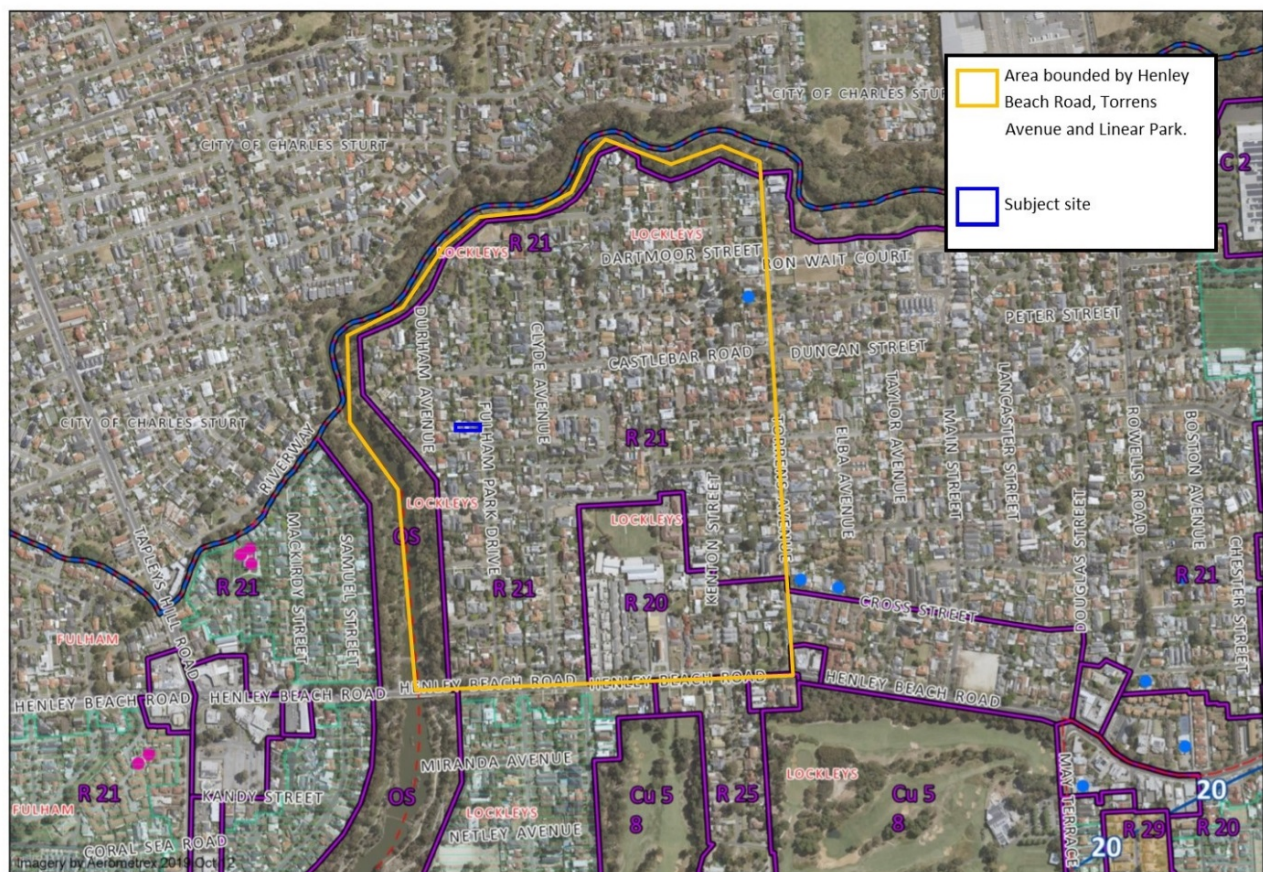 Area bounded by Henley
Beach Road, Torrens
Avenue and Linear Park.
Subject site
CITY OF CHARLES STURT
CITY OF CHARLES STURT
C 2
LOCKLEYS
LOCKLEYS
R 21
DARTMOOR STREET
RON WAIT COURT
PETER STREET
DURHAM AVENUE
CLYDE AVENUE
CASTLEBAR ROAD
DUNCAN STREET
CITY OF CHARLES STURT
TAYLOR AVENUE
LANCASTER STREET
MAIN STREET
ROWELLS ROAD
BOSTON AVENUE
FULHAM PARK DRIVE
R 21
TORRENS AVENUE
ELBA AVENUE
RIVERWAY
LOCKLEYS
LOCKLEYS
KENTON STREET
DOUGLAS STREET
TAPLEYS HILL ROAD
MACKIRDY STREET
SAMUEL STREET
OS
CHESTER STREET
R 21
R 21
R 21
R 20
CROSS STREET
FULHAM
HENLEY BEACH ROAD
HENLEY BEACH ROAD
HENLEY BEACH ROAD
HENLEY BEACH ROAD
HENLEY BEACH ROAD
MIRANDA AVENUE
LOCKLEYS
R 21
KANDY STREET
OS
Cu 5
8
R 25
Cu 5
8
MAY TERRACE
20
FULHAM
LOCKLEYS
NETLEY AVENUE
R 29
R 20
CORAL SEA ROAD
20
Imagery by Aerometrex 2019 Oct 12